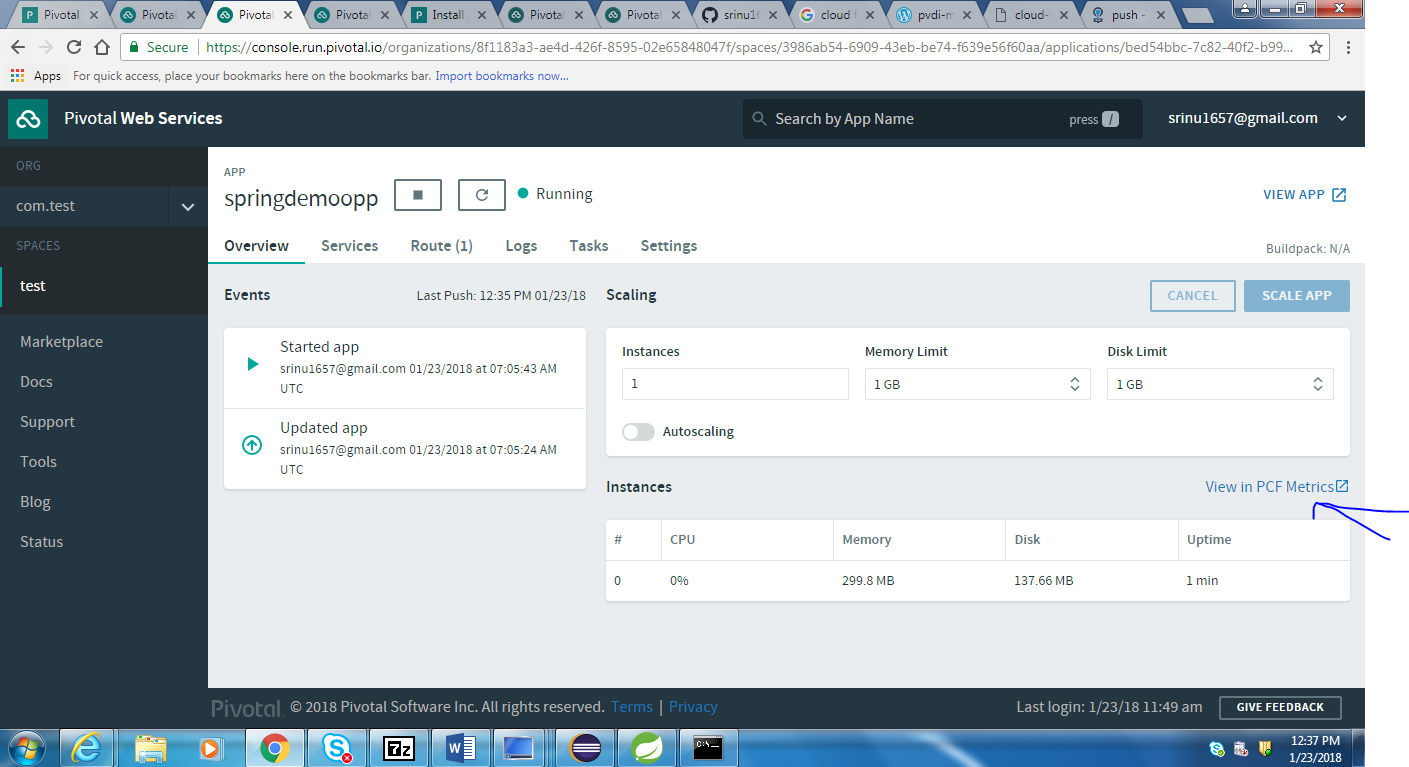 Pivotal
Pivotal
Pivotal
Pivotal
Install
Pivotal
Pivotal
srinu16
cloud f
pvdi-m
cloud-
push -
Secure https://console.run.pivotal.io/organizations/8f1183a3-ae4d-426f-8595-02e65848047f/spaces/3986ab54-6909-43eb-be74-f639e56f60aa/applications/bed54bbc-7c82-40f2-b99...
Apps For quick access, place your bookmarks here on the bookmarks bar. Import bookmarks now...
Pivotal Web Services
Search by App Name
press /
srinu1657@gmail.com
ORG
com.test
SPACES
test
Marketplace
Docs
Support
Tools
Blog
Status
APP
springdemoopp
Running
VIEW APP
Overview Services Route (1) Logs Tasks Settings
Buildpack: N/A
Events
Last Push: 12:35 PM 01/23/18
Started app
srinu1657@gmail.com 01/23/2018 at 07:05:43 AM
UTC
Updated app
srinu1657@gmail.com 01/23/2018 at 07:05:24 AM
UTC
Scaling
CANCEL
SCALE APP
Instances Memory Limit Disk Limit
1 1 GB 1 GB
Autoscaling
Instances
View in PCF Metrics
# CPU Memory Disk Uptime
0 0% 299.8 MB 137.66 MB 1 min
Pivotal © 2018 Pivotal Software Inc. All rights reserved. Terms | Privacy
Last login: 1/23/18 11:49 am
GIVE FEEDBACK
7z
C:\_
12:37 PM
1/23/2018